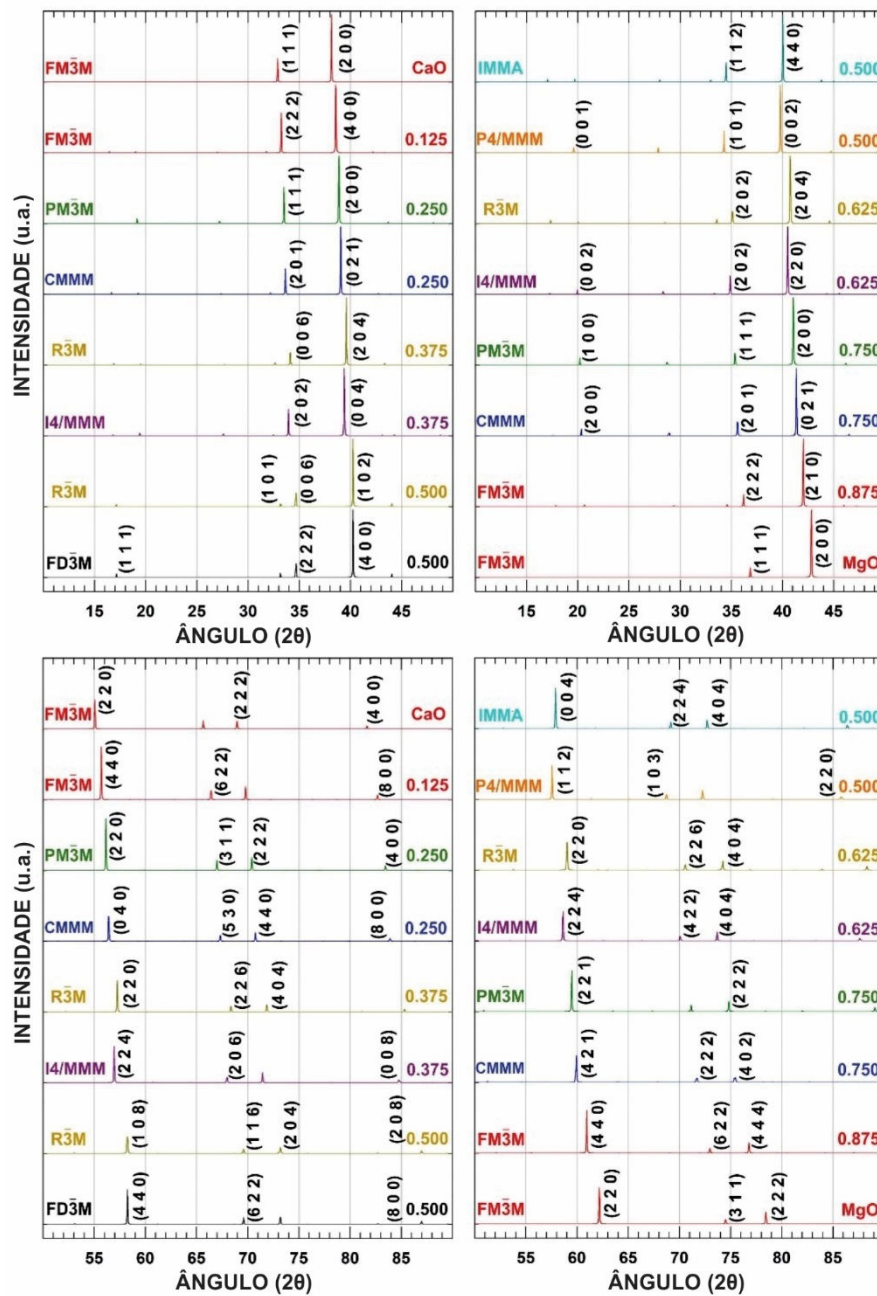 INTENSIDADE (u.a.)
FM3̄M (1 1 1) (2 0 0) CaO
FM3̄M (2 2 2) (4 0 0) 0.125
PM3̄M (1 1 1) (2 0 0) 0.250
CMMM (2 0 1) (0 2 1) 0.250
R3̄M (0 0 6) (2 0 4) 0.375
I4/MMM (2 0 2) (0 0 4) 0.375
R3̄M (1 0 1) (0 0 6) (1 0 2) 0.500
FD3̄M (1 1 1) (2 2 2) (4 0 0) 0.500
15 20 25 30 35 40 45
ÂNGULO (2θ)
IMMA (1 1 2) (4 4 0) 0.500
P4/MMM (0 0 1) (1 0 1) (0 0 2) 0.500
R3̄M (2 0 2) (2 0 4) 0.625
I4/MMM (0 0 2) (2 0 2) (2 2 0) 0.625
PM3̄M (1 0 0) (1 1 1) (2 0 0) 0.750
CMMM (2 0 0) (2 0 1) (0 2 1) 0.750
FM3̄M (2 2 2) (2 1 0) 0.875
FM3̄M (1 1 1) (2 0 0) MgO
15 20 25 30 35 40 45
ÂNGULO (2θ)
INTENSIDADE (u.a.)
FM3̄M (2 2 0) (2 2 2) (4 0 0) CaO
FM3̄M (4 4 0) (6 2 2) (8 0 0) 0.125
PM3̄M (2 2 0) (3 1 1) (2 2 2) (4 0 0) 0.250
CMMM (0 4 0) (5 3 0) (4 4 0) (8 0 0) 0.250
R3̄M (2 2 0) (2 2 6) (4 0 4) 0.375
I4/MMM (2 2 4) (2 0 6) (0 0 8) 0.375
R3̄M (1 0 8) (1 1 6) (2 0 4) (2 0 8) 0.500
FD3̄M (4 4 0) (6 2 2) (8 0 0) 0.500
55 60 65 70 75 80 85
ÂNGULO (2θ)
IMMA (0 0 4) (2 2 4) (4 0 4) 0.500
P4/MMM (1 1 2) (1 0 3) (2 2 0) 0.500
R3̄M (2 2 0) (2 2 6) (4 0 4) 0.625
I4/MMM (2 2 4) (4 2 2) (4 0 4) 0.625
PM3̄M (2 2 1) (2 2 2) 0.750
CMMM (4 2 1) (2 2 2) (4 0 2) 0.750
FM3̄M (4 4 0) (6 2 2) (4 4 4) 0.875
FM3̄M (2 2 0) (3 1 1) (2 2 2) MgO
55 60 65 70 75 80 85
ÂNGULO (2θ)